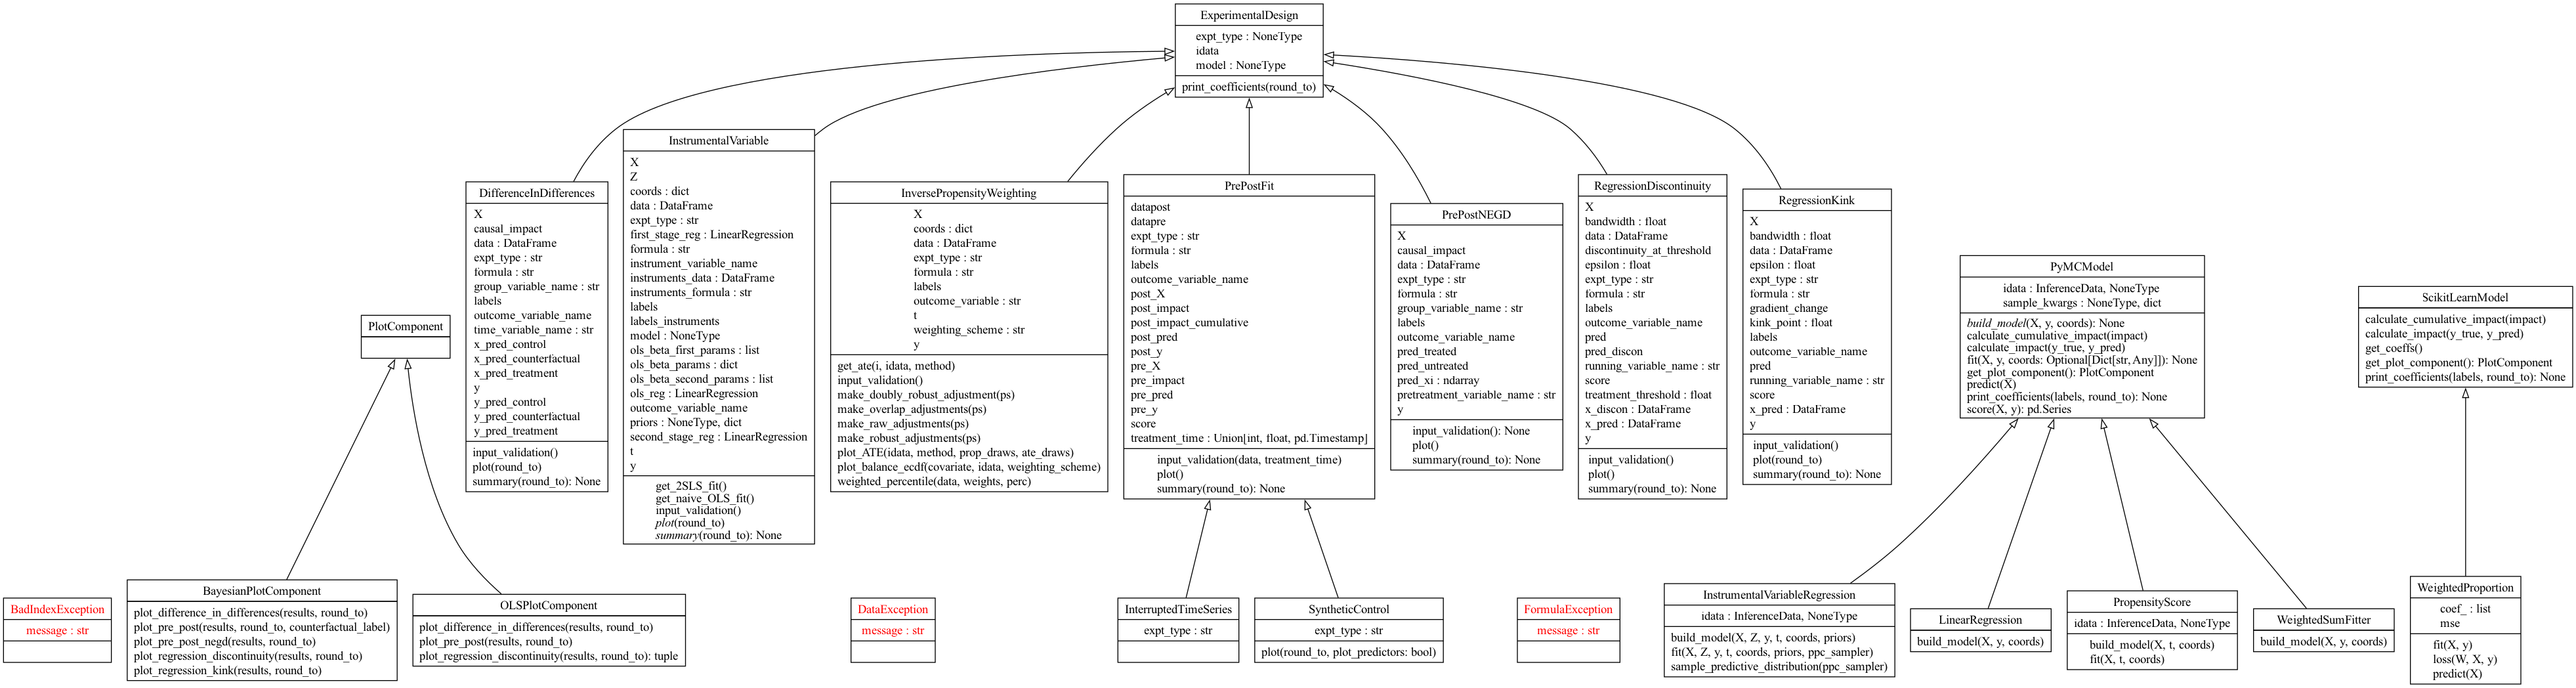 ExperimentalDesign
expt_type : NoneType
idata
model : NoneType
print_coefficients(round_to)
DifferenceInDifferences
X
causal_impact
data : DataFrame
expt_type : str
formula : str
group_variable_name : str
labels
outcome_variable_name
time_variable_name : str
x_pred_control
x_pred_counterfactual
x_pred_treatment
y
y_pred_control
y_pred_counterfactual
y_pred_treatment
input_validation()
plot(round_to)
summary(round_to): None
InstrumentalVariable
X
Z
coords : dict
data : DataFrame
expt_type : str
first_stage_reg : LinearRegression
formula : str
instrument_variable_name
instruments_data : DataFrame
instruments_formula : str
labels
labels_instruments
model : NoneType
ols_beta_first_params : list
ols_beta_params : dict
ols_beta_second_params : list
ols_reg : LinearRegression
outcome_variable_name
priors : NoneType, dict
second_stage_reg : LinearRegression
t
y
get_2SLS_fit()
get_naive_OLS_fit()
input_validation()
plot(round_to)
summary(round_to): None
InversePropensityWeighting
X
coords : dict
data : DataFrame
expt_type : str
formula : str
labels
outcome_variable : str
t
weighting_scheme : str
y
get_ate(i, idata, method)
input_validation()
make_doubly_robust_adjustment(ps)
make_overlap_adjustments(ps)
make_raw_adjustments(ps)
make_robust_adjustments(ps)
plot_ATE(idata, method, prop_draws, ate_draws)
plot_balance_ecdf(covariate, idata, weighting_scheme)
weighted_percentile(data, weights, perc)
PrePostFit
datapost
datapre
expt_type : str
formula : str
labels
outcome_variable_name
post_X
post_impact
post_impact_cumulative
post_pred
post_y
pre_X
pre_impact
pre_pred
pre_y
score
treatment_time : Union[int, float, pd.Timestamp]
input_validation(data, treatment_time)
plot()
summary(round_to): None
PrePostNEGD
X
causal_impact
data : DataFrame
expt_type : str
formula : str
group_variable_name : str
labels
outcome_variable_name
pred_treated
pred_untreated
pred_xi : ndarray
pretreatment_variable_name : str
y
input_validation(): None
plot()
summary(round_to): None
RegressionDiscontinuity
X
bandwidth : float
data : DataFrame
discontinuity_at_threshold
epsilon : float
expt_type : str
formula : str
labels
outcome_variable_name
pred
pred_discon
running_variable_name : str
score
treatment_threshold : float
x_discon : DataFrame
x_pred : DataFrame
y
input_validation()
plot()
summary(round_to): None
RegressionKink
X
bandwidth : float
data : DataFrame
epsilon : float
expt_type : str
formula : str
gradient_change
kink_point : float
labels
outcome_variable_name
pred
running_variable_name : str
score
x_pred : DataFrame
y
input_validation()
plot(round_to)
summary(round_to): None
PyMCModel
idata : InferenceData, NoneType
sample_kwargs : NoneType, dict
build_model(X, y, coords): None
calculate_cumulative_impact(impact)
calculate_impact(y_true, y_pred)
fit(X, y, coords: Optional[Dict[str, Any]]): None
get_plot_component(): PlotComponent
predict(X)
print_coefficients(labels, round_to): None
score(X, y): pd.Series
ScikitLearnModel
calculate_cumulative_impact(impact)
calculate_impact(y_true, y_pred)
get_coeffs()
get_plot_component(): PlotComponent
print_coefficients(labels, round_to): None
PlotComponent
BadIndexException
message : str
BayesianPlotComponent
plot_difference_in_differences(results, round_to)
plot_pre_post(results, round_to, counterfactual_label)
plot_pre_post_negd(results, round_to)
plot_regression_discontinuity(results, round_to)
plot_regression_kink(results, round_to)
OLSPlotComponent
plot_difference_in_differences(results, round_to)
plot_pre_post(results, round_to)
plot_regression_discontinuity(results, round_to): tuple
DataException
message : str
InterruptedTimeSeries
expt_type : str
SyntheticControl
expt_type : str
plot(round_to, plot_predictors: bool)
FormulaException
message : str
InstrumentalVariableRegression
idata : InferenceData, NoneType
build_model(X, Z, y, t, coords, priors)
fit(X, Z, y, t, coords, priors, ppc_sampler)
sample_predictive_distribution(ppc_sampler)
LinearRegression
build_model(X, y, coords)
PropensityScore
idata : InferenceData, NoneType
build_model(X, t, coords)
fit(X, t, coords)
WeightedSumFitter
build_model(X, y, coords)
WeightedProportion
coef_ : list
mse
fit(X, y)
loss(W, X, y)
predict(X)